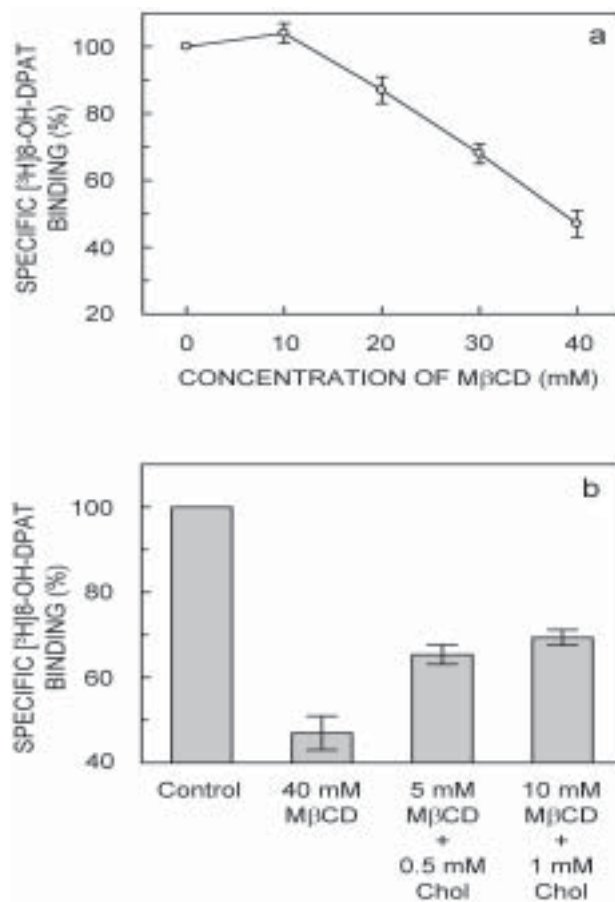 a
SPECIFIC [³H]8-OH-DPAT
BINDING (%)
100
80
60
40
20
0 10 20 30 40
CONCENTRATION OF MβCD (mM)
b
SPECIFIC [³H]8-OH-DPAT
BINDING (%)
100
80
60
40
Control 40 mM 5 mM 10 mM
MβCD MβCD MβCD
+ +
0.5 mM 1 mM
Chol Chol